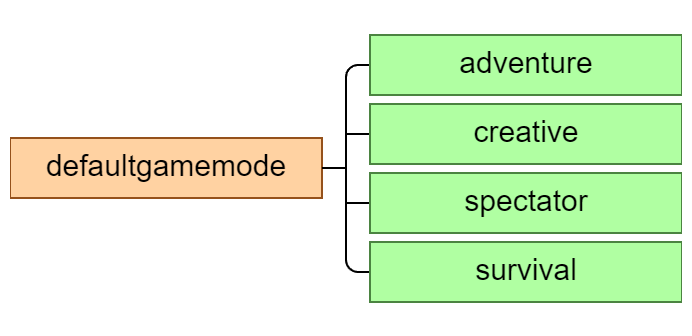 defaultgamemode
adventure
creative
spectator
survival